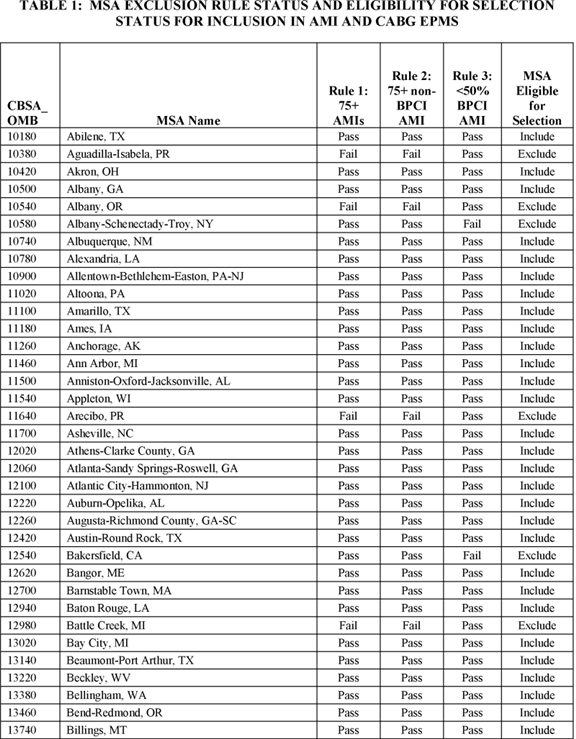 TABLE 1: MSA EXCLUSION RULE STATUS AND ELIGIBILITY FOR SELECTION
STATUS FOR INCLUSION IN AMI AND CABG EPMS
CBSA_OMB MSA Name Rule 1: 75+ AMIs Rule 2: 75+ non-BPCI AMI Rule 3: <50% BPCI AMI MSA Eligible for Selection
10180 Abilene, TX Pass Pass Pass Include
10380 Aguadilla-Isabela, PR Fail Fail Pass Exclude
10420 Akron, OH Pass Pass Pass Include
10500 Albany, GA Pass Pass Pass Include
10540 Albany, OR Fail Fail Pass Exclude
10580 Albany-Schenectady-Troy, NY Pass Pass Fail Exclude
10740 Albuquerque, NM Pass Pass Pass Include
10780 Alexandria, LA Pass Pass Pass Include
10900 Allentown-Bethlehem-Easton, PA-NJ Pass Pass Pass Include
11020 Altoona, PA Pass Pass Pass Include
11100 Amarillo, TX Pass Pass Pass Include
11180 Ames, IA Pass Pass Pass Include
11260 Anchorage, AK Pass Pass Pass Include
11460 Ann Arbor, MI Pass Pass Pass Include
11500 Anniston-Oxford-Jacksonville, AL Pass Pass Pass Include
11540 Appleton, WI Pass Pass Pass Include
11640 Arecibo, PR Fail Fail Pass Exclude
11700 Asheville, NC Pass Pass Pass Include
12020 Athens-Clarke County, GA Pass Pass Pass Include
12060 Atlanta-Sandy Springs-Roswell, GA Pass Pass Pass Include
12100 Atlantic City-Hammonton, NJ Pass Pass Pass Include
12220 Auburn-Opelika, AL Pass Pass Pass Include
12260 Augusta-Richmond County, GA-SC Pass Pass Pass Include
12420 Austin-Round Rock, TX Pass Pass Pass Include
12540 Bakersfield, CA Pass Pass Fail Exclude
12620 Bangor, ME Pass Pass Pass Include
12700 Barnstable Town, MA Pass Pass Pass Include
12940 Baton Rouge, LA Pass Pass Pass Include
12980 Battle Creek, MI Fail Fail Pass Exclude
13020 Bay City, MI Pass Pass Pass Include
13140 Beaumont-Port Arthur, TX Pass Pass Pass Include
13220 Beckley, WV Pass Pass Pass Include
13380 Bellingham, WA Pass Pass Pass Include
13460 Bend-Redmond, OR Pass Pass Pass Include
13740 Billings, MT Pass Pass Pass Include